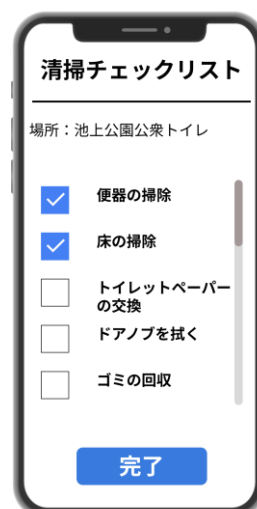 清掃チェックリスト
場所：池上公園公衆トイレ
便器の掃除
床の掃除
トイレットペーパー
の交換
ドアノブを拭く
ゴミの回収
完了